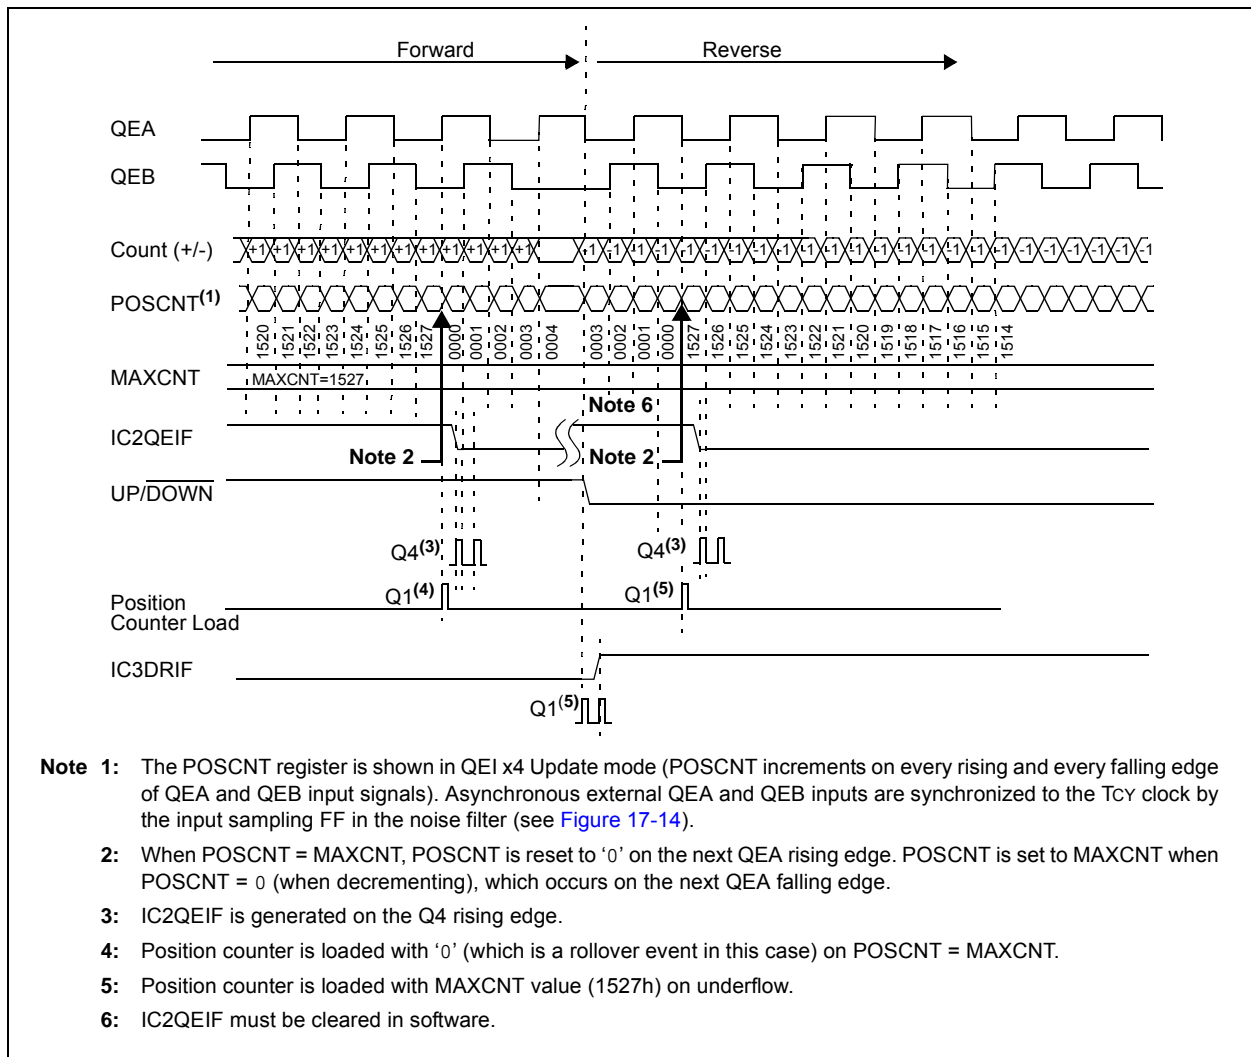 Forward Reverse
QEA
QEB
Count (+/-) +1 +1 +1 +1 +1 +1 +1 +1 +1 +1 +1 +1 -1 -1 -1 -1 -1 -1 -1 -1 -1 -1 -1 -1 -1 -1 -1 -1 -1 -1 -1 -1 -1 -1 -1 -1
POSCNT(1)
1520 1521 1522 1523 1524 1525 1526 1527 0000 0001 0002 0003 0004 0003 0002 0001 0000 1527 1526 1525 1524 1523 1522 1521 1520 1519 1518 1517 1516 1515 1514
MAXCNT MAXCNT=1527
Note 6
IC2QEIF
Note 2 Note 2
UP/DOWN
Q4(3) Q4(3)
Q1(4) Q1(5)
Position
Counter Load
IC3DRIF
Q1(5)
Note 1: The POSCNT register is shown in QEI x4 Update mode (POSCNT increments on every rising and every falling edge
of QEA and QEB input signals). Asynchronous external QEA and QEB inputs are synchronized to the TCY clock by
the input sampling FF in the noise filter (see Figure 17-14).
2: When POSCNT = MAXCNT, POSCNT is reset to ‘0’ on the next QEA rising edge. POSCNT is set to MAXCNT when
POSCNT = 0 (when decrementing), which occurs on the next QEA falling edge.
3: IC2QEIF is generated on the Q4 rising edge.
4: Position counter is loaded with ‘0’ (which is a rollover event in this case) on POSCNT = MAXCNT.
5: Position counter is loaded with MAXCNT value (1527h) on underflow.
6: IC2QEIF must be cleared in software.